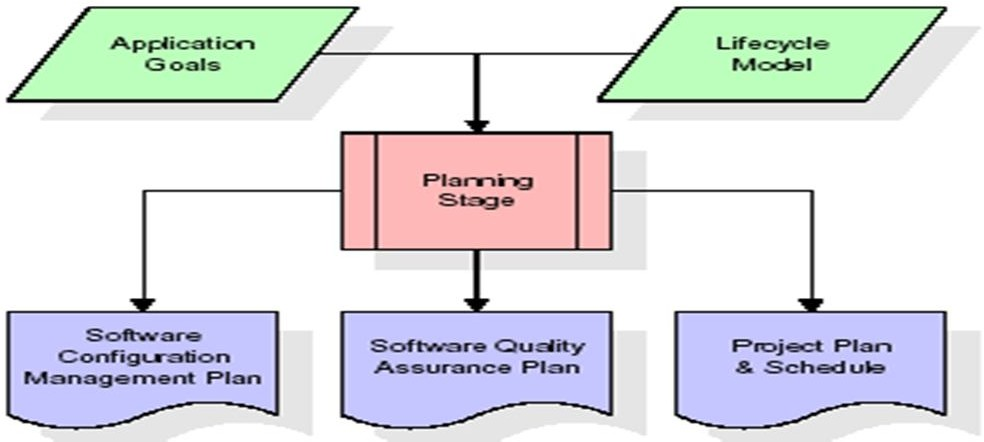 Application
Goals
Lifecycle
Model
Planning
Stage
Software
Configuration
Management Plan
Software Quality
Assurance Plan
Project Plan
& Schedule